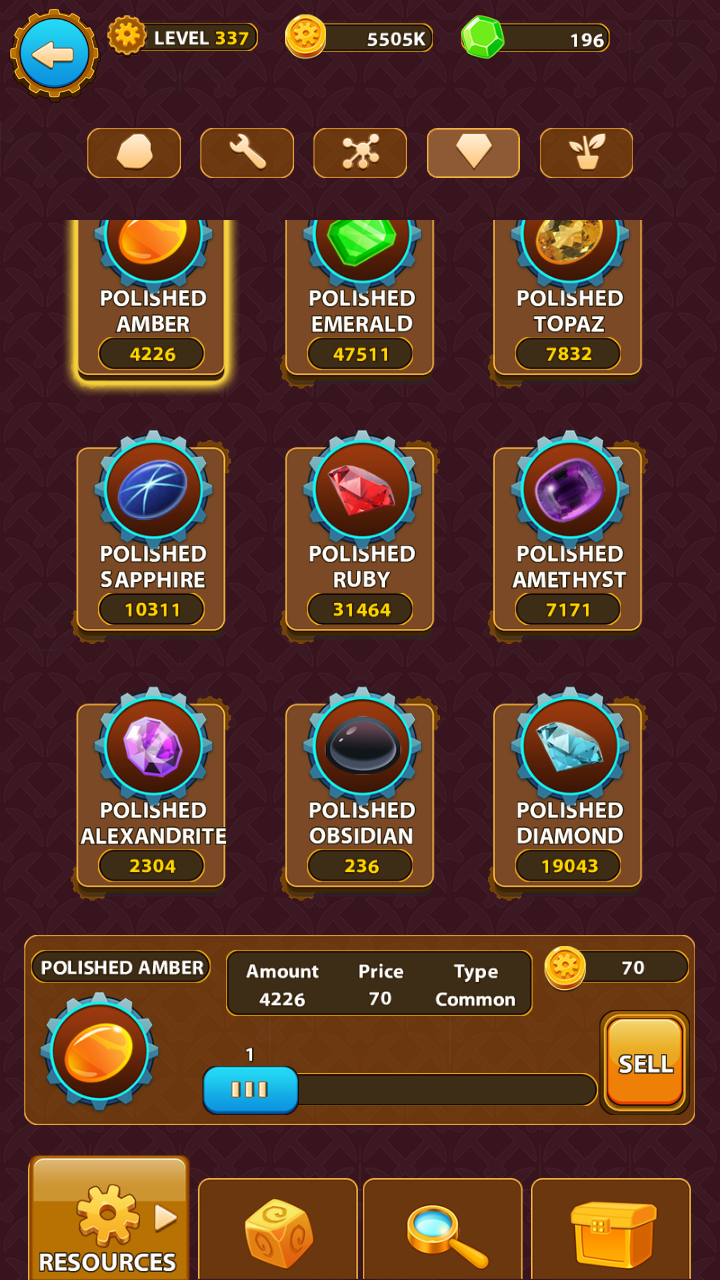 LEVEL 337
5505K
196
POLISHED
AMBER
4226
POLISHED
EMERALD
47511
POLISHED
TOPAZ
7832
POLISHED
SAPPHIRE
10311
POLISHED
RUBY
31464
POLISHED
AMETHYST
7171
POLISHED
ALEXANDRITE
2304
POLISHED
OBSIDIAN
236
POLISHED
DIAMOND
19043
POLISHED AMBER
Amount Price Type
4226 70 Common
70
1
SELL
RESOURCES